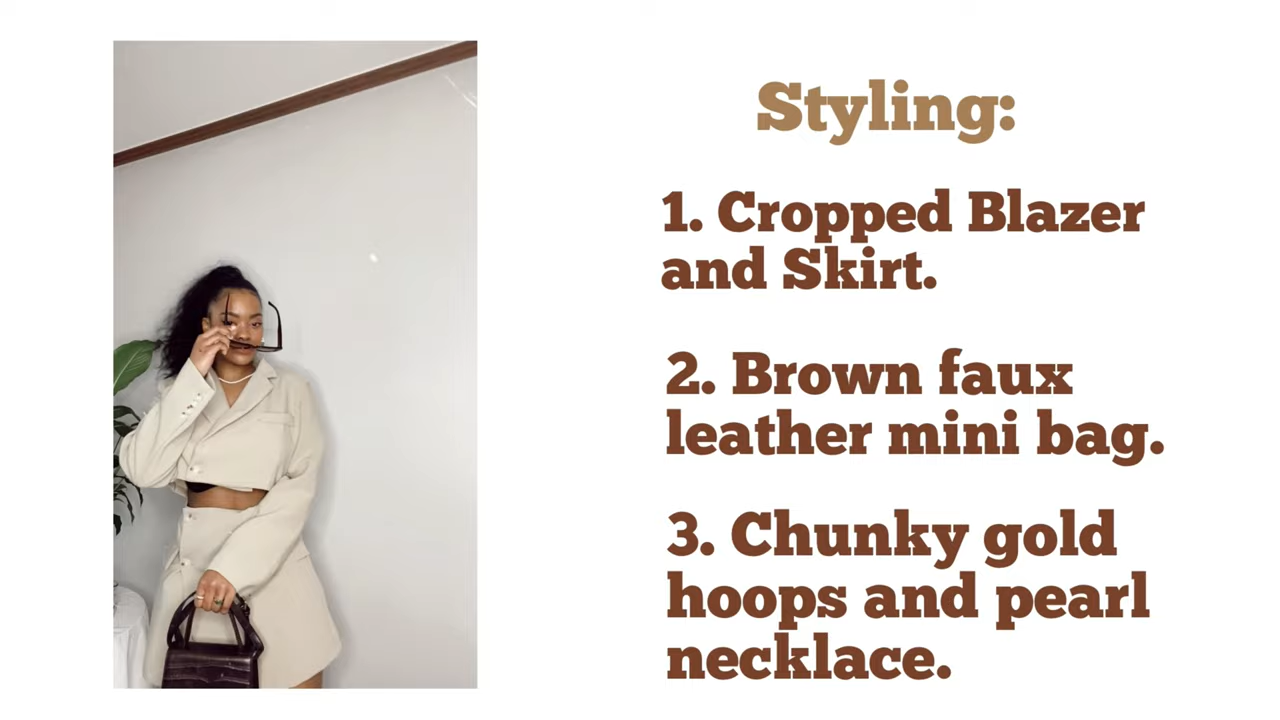 Styling:
1. Cropped Blazer
and Skirt.
2. Brown faux
leather mini bag.
3. Chunky gold
hoops and pearl
necklace.